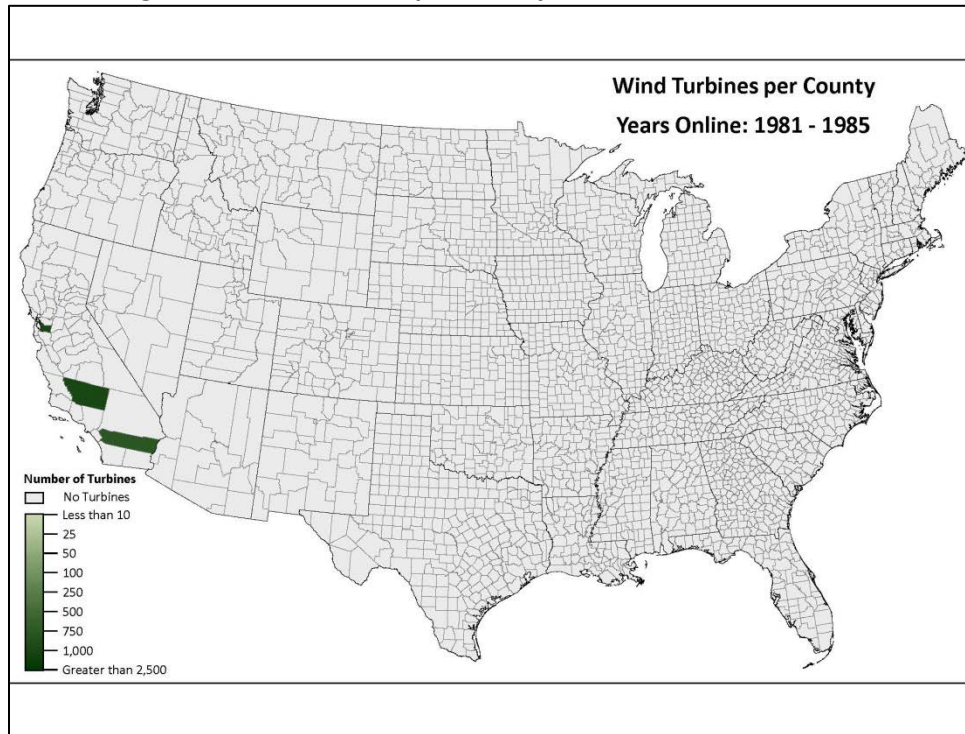 Wind Turbines per County
Years Online: 1981 - 1985
Number of Turbines
No Turbines
Less than 10
25
50
100
250
500
750
1,000
Greater than 2,500